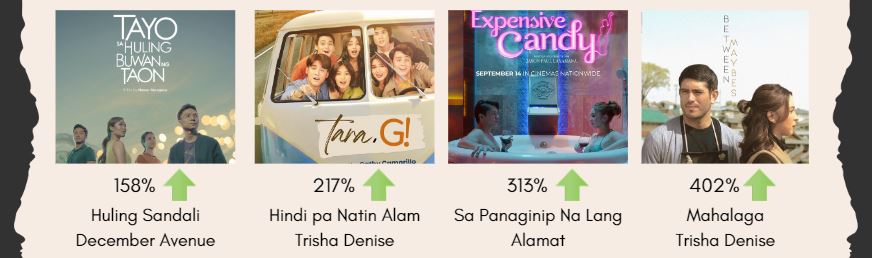 TAYO
SA HULING
BUWAN NG
TAON
Tara, G!
Expensive
Candy
SEPTEMBER 14 IN CINEMAS NATIONWIDE
BETWEEN
MAYBES
158%
Huling Sandali
December Avenue
217%
Hindi pa Natin Alam
Trisha Denise
313%
Sa Panaginip Na Lang
Alamat
402%
Mahalaga
Trisha Denise